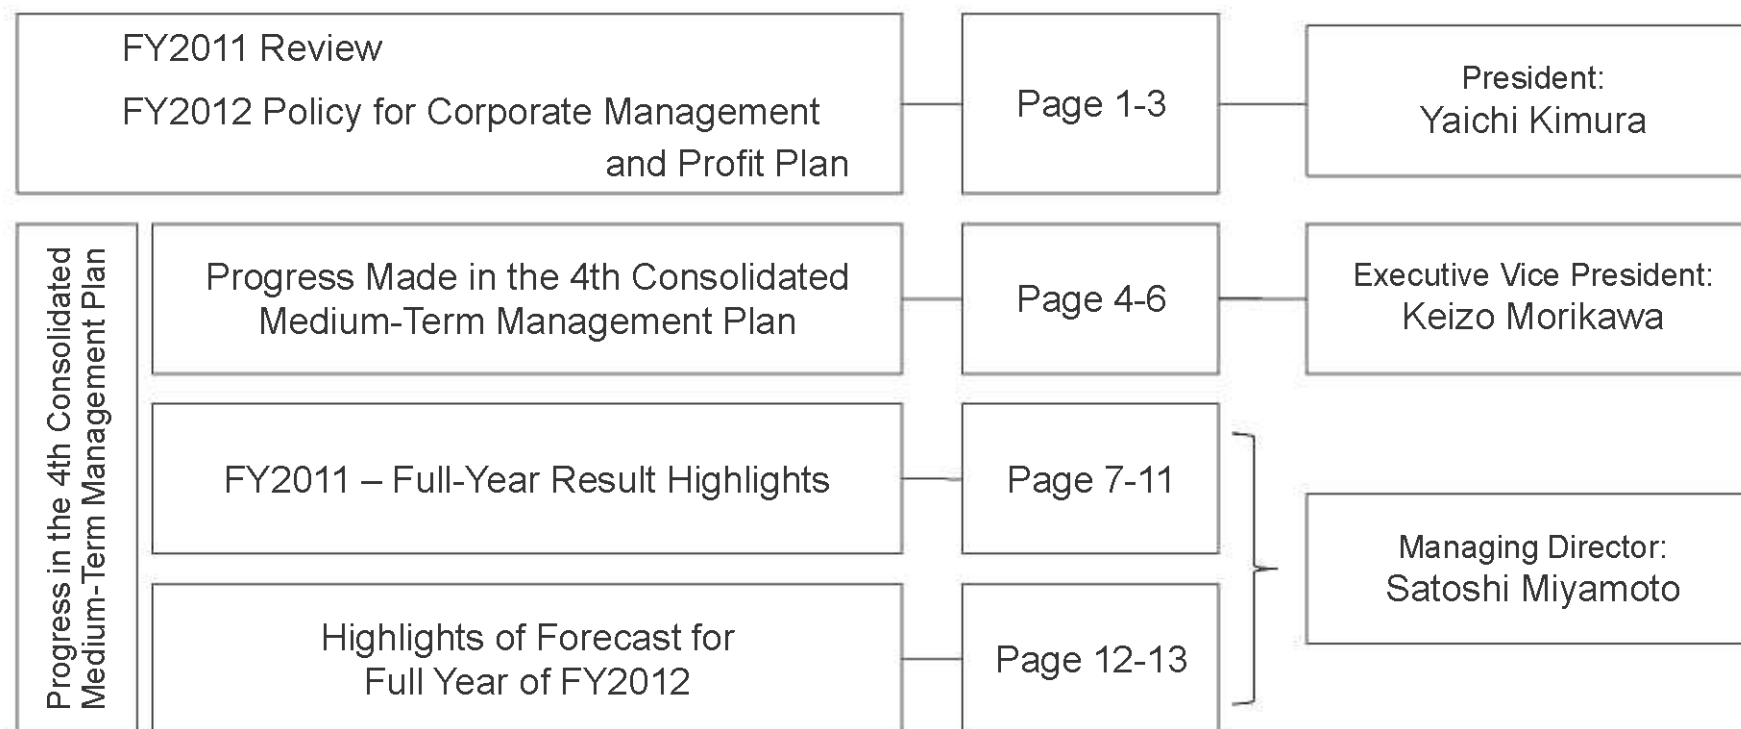 FY2011 Review
FY2012 Policy for Corporate Management
and Profit Plan
Page 1-3
President:
Yaichi Kimura
Progress in the 4th Consolidated
Medium-Term Management Plan
Progress Made in the 4th Consolidated
Medium-Term Management Plan
Page 4-6
Executive Vice President:
Keizo Morikawa
FY2011 – Full-Year Result Highlights
Page 7-11
Highlights of Forecast for
Full Year of FY2012
Page 12-13
Managing Director:
Satoshi Miyamoto